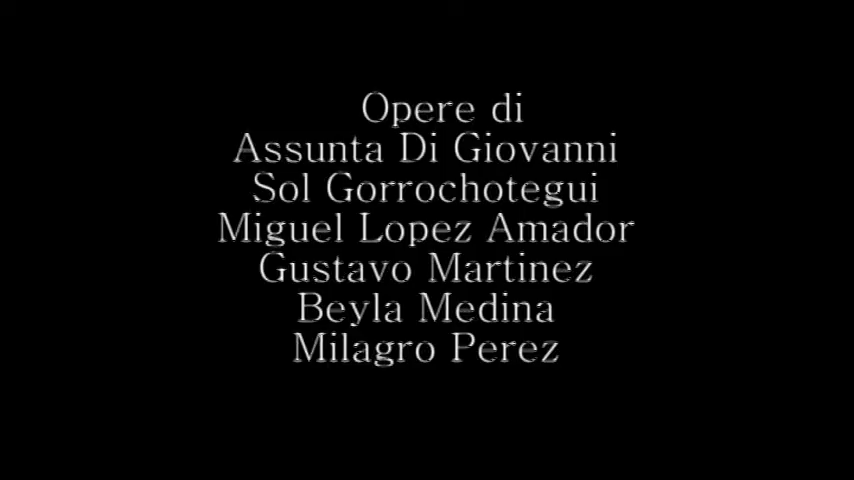 Opere di
Assunta Di Giovanni
Sol Gorrochotegui
Miguel Lopez Amador
Gustavo Martinez
Beyla Medina
Milagro Perez